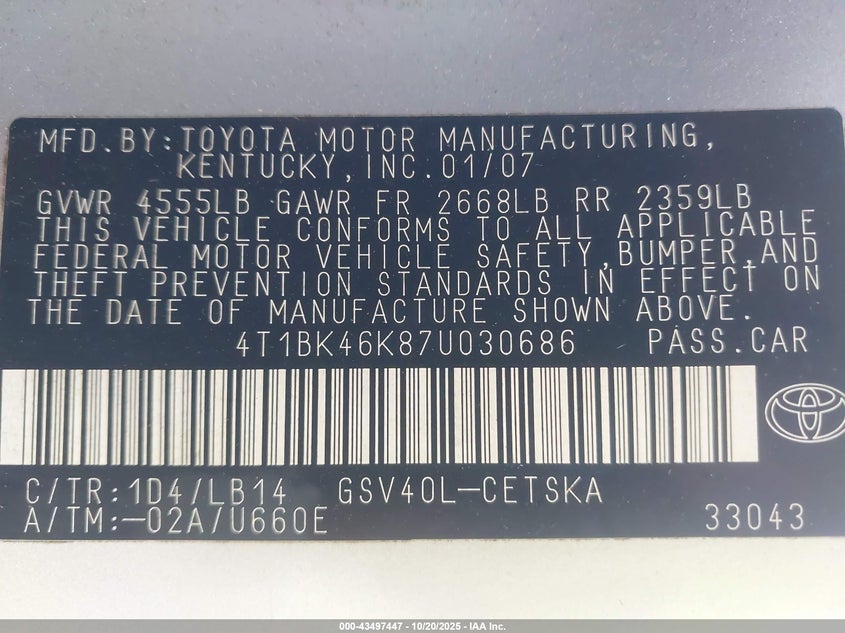 MFD.BY:TOYOTA MOTOR MANUFACTURING,
KENTUCKY,INC.01/07
GVWR 4555LB GAWR FR 2668LB RR 2359LB
THIS VEHICLE CONFORMS TO ALL APPLICABLE
FEDERAL MOTOR VEHICLE SAFETY,BUMPER,AND
THEFT PREVENTION STANDARDS IN EFFECT ON
THE DATE OF MANUFACTURE SHOWN ABOVE.
4T1BK46K87U030686 PASS.CAR
C/TR:1D4/LB14 GSV40L-CETSKA
A/TM:-02A/U660E 33043
000-43497447 - 10/20/2025 - IAA Inc.